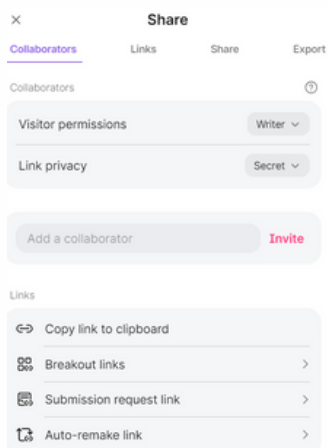 Share
Collaborators Links Share Export
Collaborators
Visitor permissions Writer
Link privacy Secret
Add a collaborator Invite
Links
Copy link to clipboard
Breakout links
Submission request link
Auto-remake link